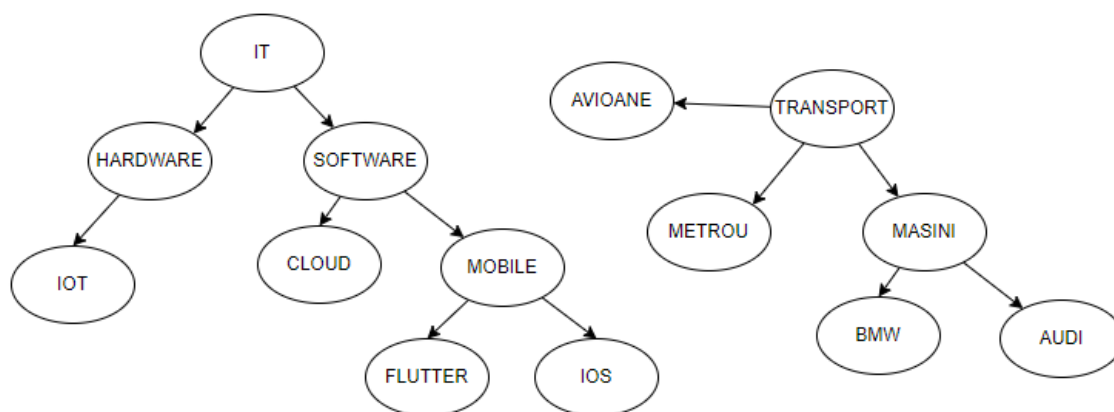 IT
HARDWARE
SOFTWARE
IOT
CLOUD
MOBILE
FLUTTER
IOS
AVIOANE
TRANSPORT
METROU
MASINI
BMW
AUDI